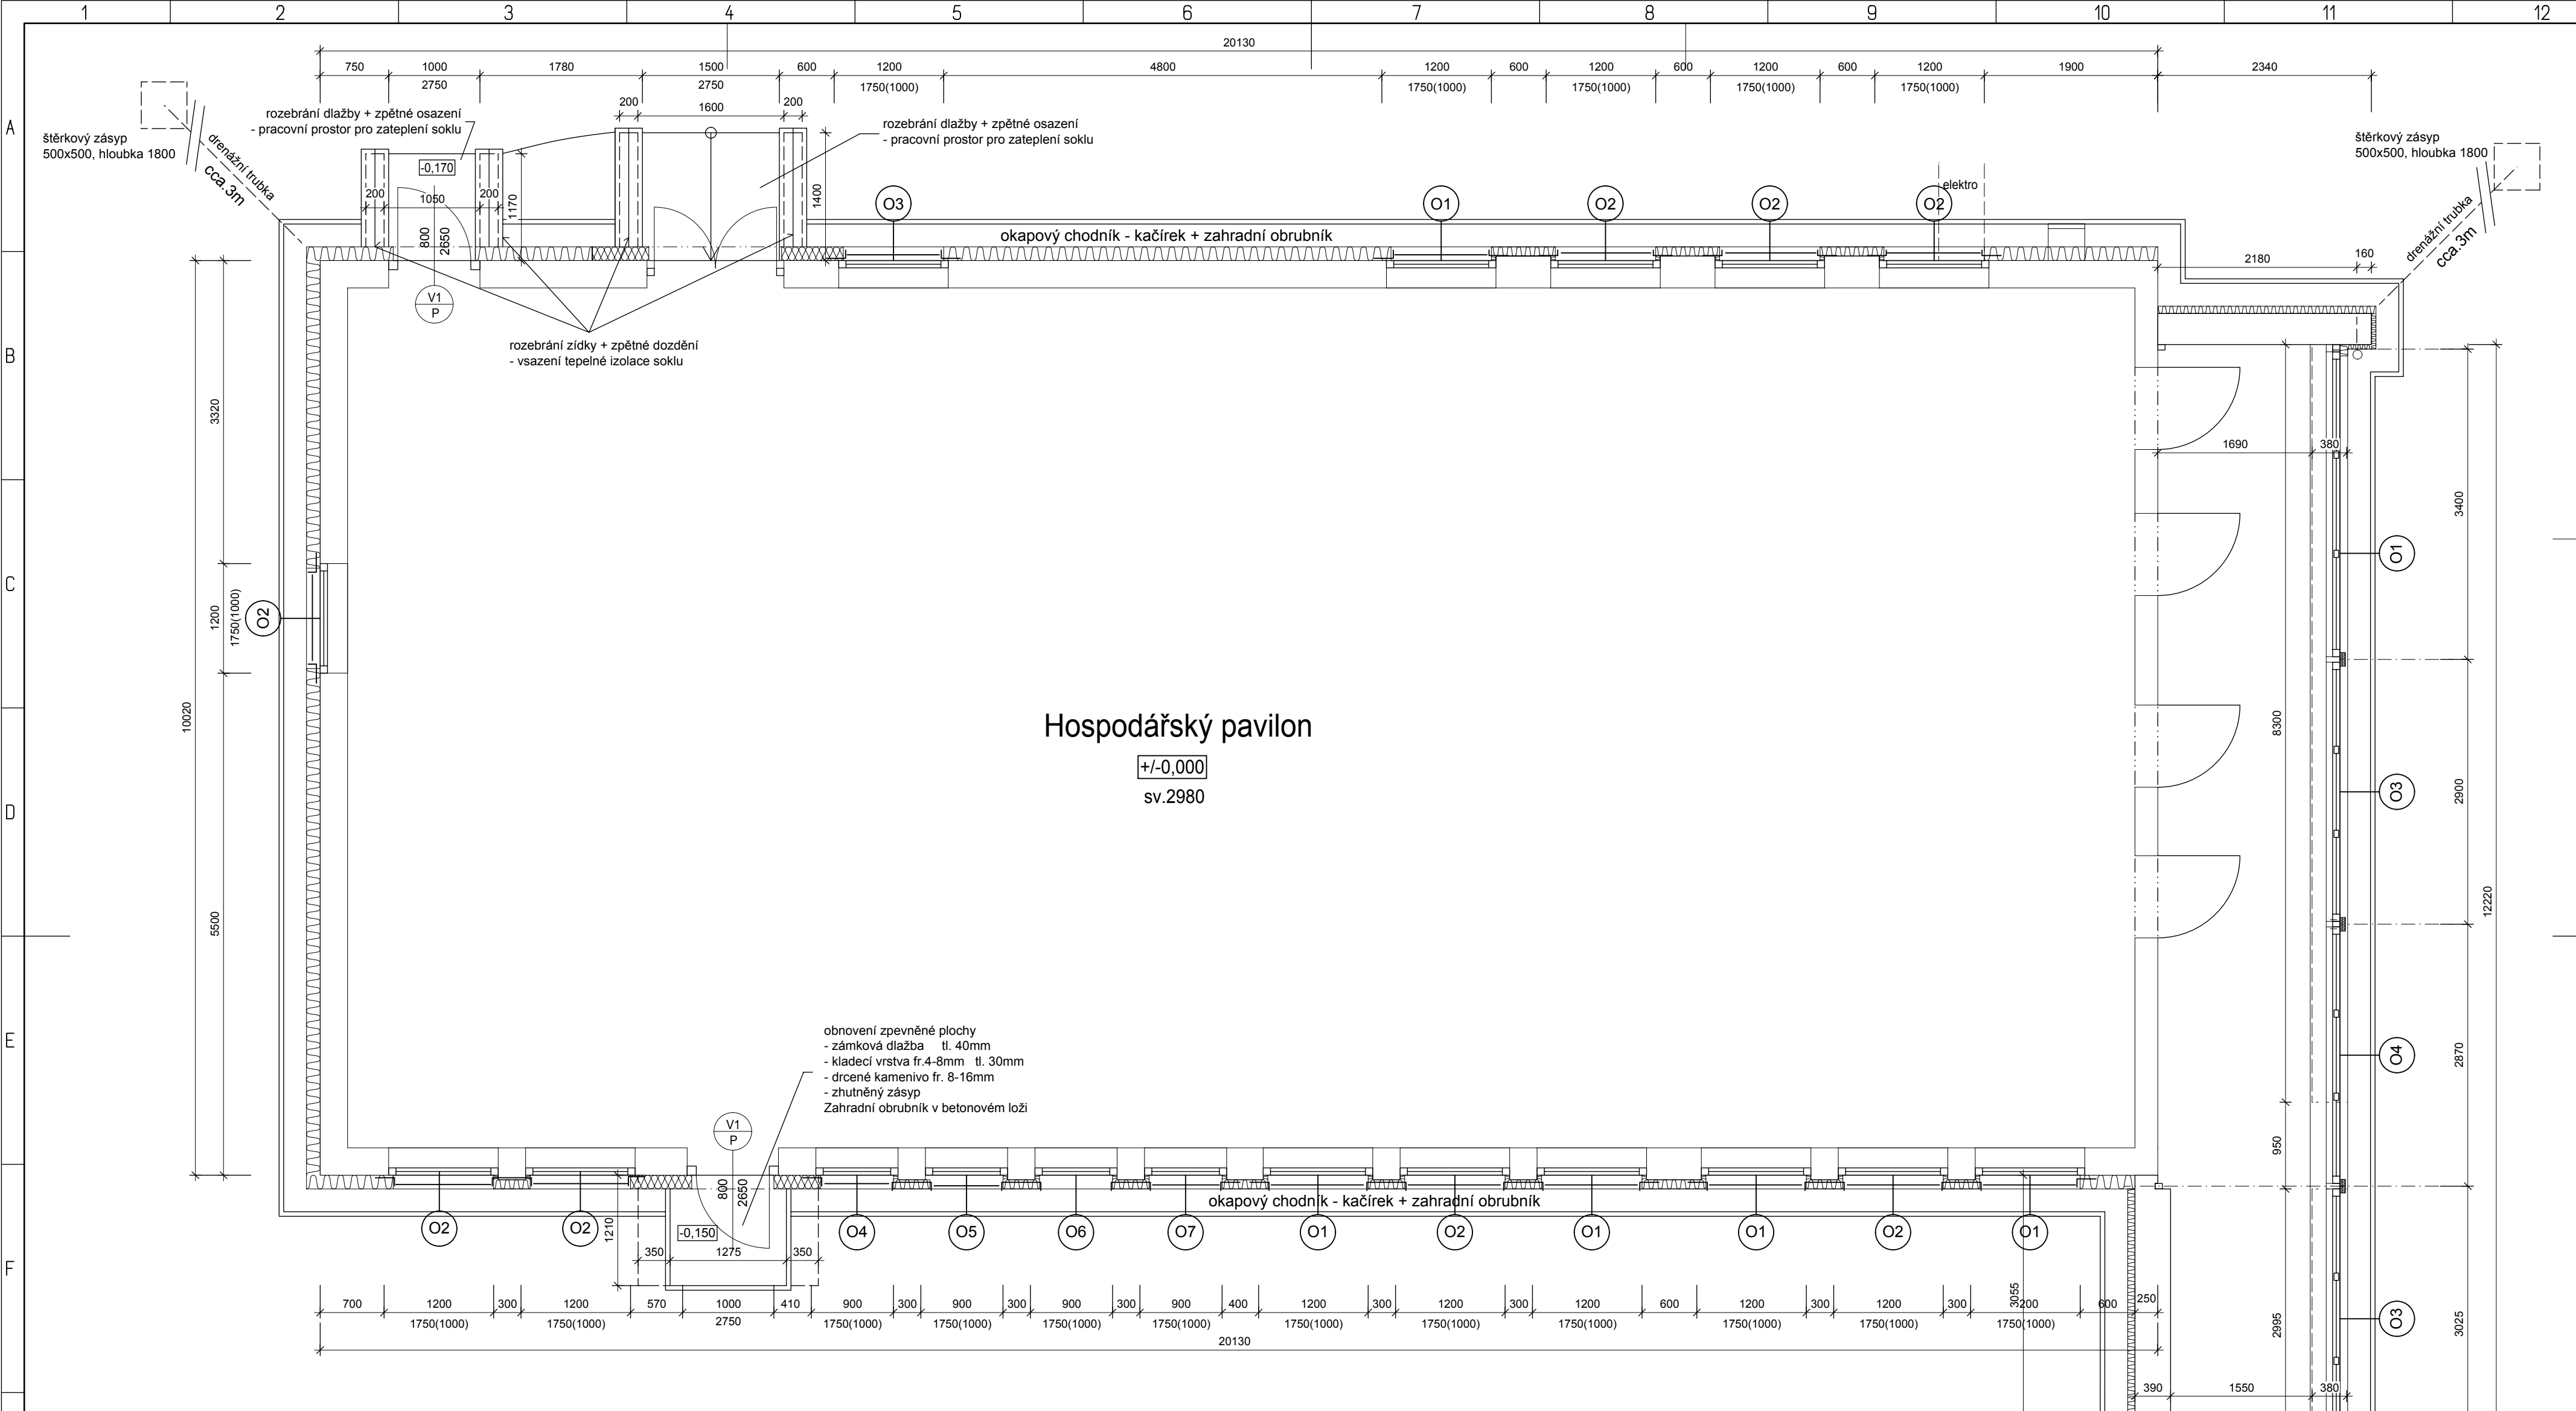 1 2 3 4 5 6 7 8 9 10 11 12
20130
750 1000 1780 1500 600 1200 4800 1200 600 1200 600 1200 600 1200 1900 2340
2750 2750 1750(1000) 1750(1000) 1750(1000) 1750(1000) 1750(1000)
200 1600 200
A
štěrkový zásyp
500x500, hloubka 1800
drenážní trubka
cca.3m
rozebrání dlažby + zpětné osazení
- pracovní prostor pro zateplení soklu
-0,170
200 1050 200
1170
800
2650
1400
rozebrání dlažby + zpětné osazení
- pracovní prostor pro zateplení soklu
elektro
štěrkový zásyp
500x500, hloubka 1800
drenážní trubka
cca.3m
O3 O1 O2 O2 O2
okapový chodník - kačírek + zahradní obrubník
2180 160
V1
P
B
rozebrání zídky + zpětné dozdění
- vsazení tepelné izolace soklu
3320
1690 380
3400
C
O1
1200
1750(1000)
O2
10020
D
Hospodářský pavilon
+/-0,000
sv.2980
8300
O3
2900
12220
5500
E
obnovení zpevněné plochy
- zámková dlažba tl. 40mm
- kladecí vrstva fr.4-8mm tl. 30mm
- drcené kamenivo fr. 8-16mm
- zhutněný zásyp
Zahradní obrubník v betonovém loži
O4
2870
V1
P
950
800
2650
okapový chodník - kačírek + zahradní obrubník
F
O2 O2 O4 O5 O6 O7 O1 O2 O1 O1 O2 O1
1210
-0,150
350 1275 350
3055
2995
O3
3025
700 1200 300 1200 570 1000 410 900 300 900 300 900 300 900 400 1200 300 1200 300 1200 600 1200 300 1200 300 1200 600 250
1750(1000) 1750(1000) 2750 1750(1000) 1750(1000) 1750(1000) 1750(1000) 1750(1000) 1750(1000) 1750(1000) 1750(1000) 1750(1000) 1750(1000)
20130
390 1550 380